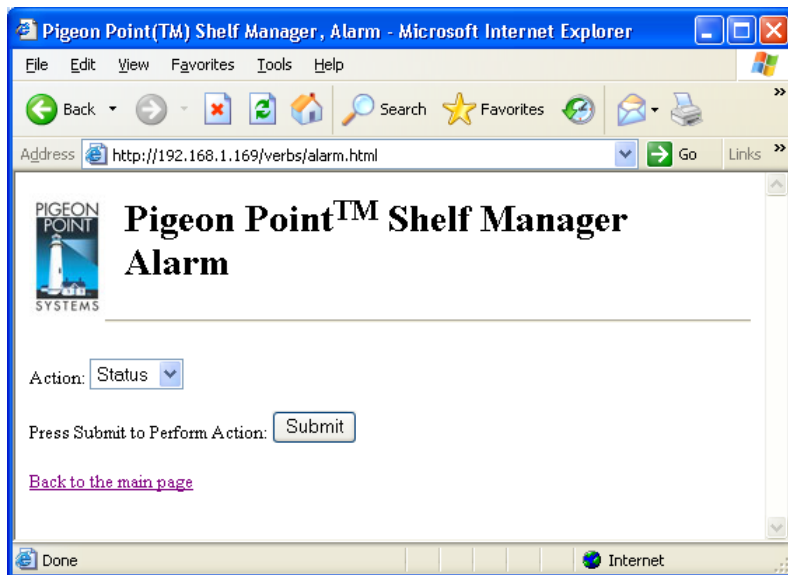 Pigeon Point(TM) Shelf Manager, Alarm - Microsoft Internet Explorer
File Edit View Favorites Tools Help
Back Search Favorites »
Address http://192.168.1.169/verbs/alarm.html Go Links »
PIGEON
POINT
SYSTEMS
Pigeon Point™ Shelf Manager
Alarm
Action: Status
Press Submit to Perform Action: Submit
Back to the main page
Done Internet